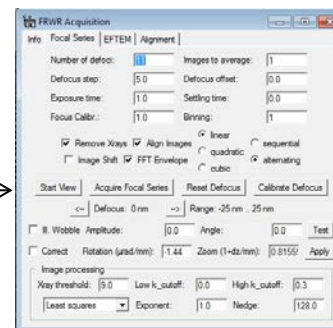 FRWR Acquisition
Info Focal Series EFTEM Alignment
Number of defoci: 11 Images to average: 1
Defocus step: 5.0 Defocus offset: 0.0
Exposure time: 1.0 Settling time: 0.0
Focus Calibr.: 1.0 Binning: 1
Remove Xrays Align Images linear sequential
Image Shift FFT Envelope quadratic alternating
cubic
Start View Acquire Focal Series Reset Defocus Calibrate Defocus
<-- Defocus: 0 nm --> Range: -25 nm .. 25 nm
Ill. Wobble Amplitude: 0.0 Angle: 0.0 Test
Correct Rotation (µrad/mm): -1.44 Zoom (1+dz/mm): 0.8155 Apply
Image processing
Xray threshold: 9.0 Low k_cutoff: 0.0 High k_cutoff: 0.3
Least squares Exponent: 1.0 Nedge: 128.0